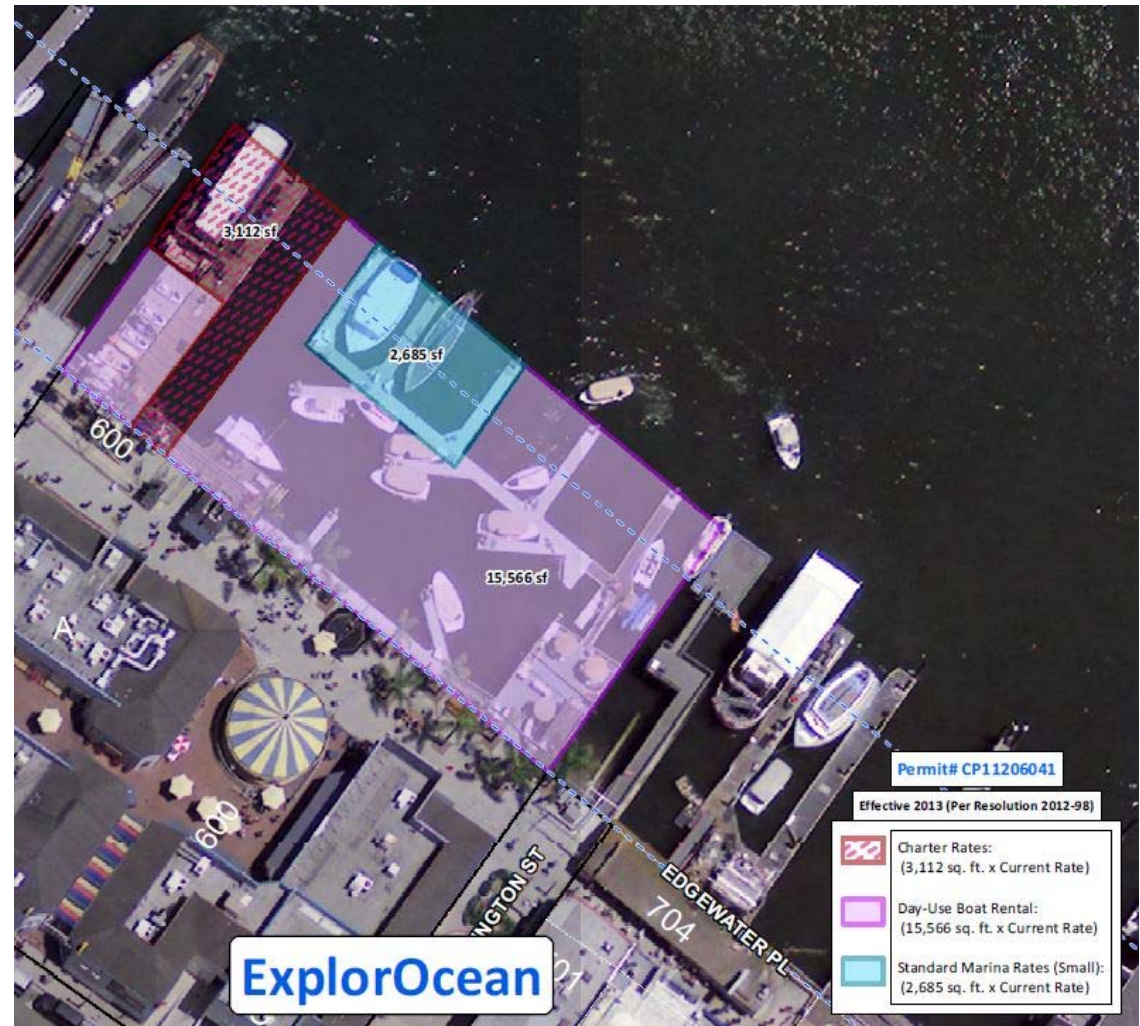 3,112 sf
2,685 sf
600
15,566 sf
A
600
Permit# CP11206041
Effective 2013 (Per Resolution 2012-98)
Charter Rates:
(3,112 sq. ft. x Current Rate)
Day-Use Boat Rental:
(15,566 sq. ft. x Current Rate)
Standard Marina Rates (Small):
(2,685 sq. ft. x Current Rate)
EDGEWATER PL
704
NGTON ST
ExplorOcean